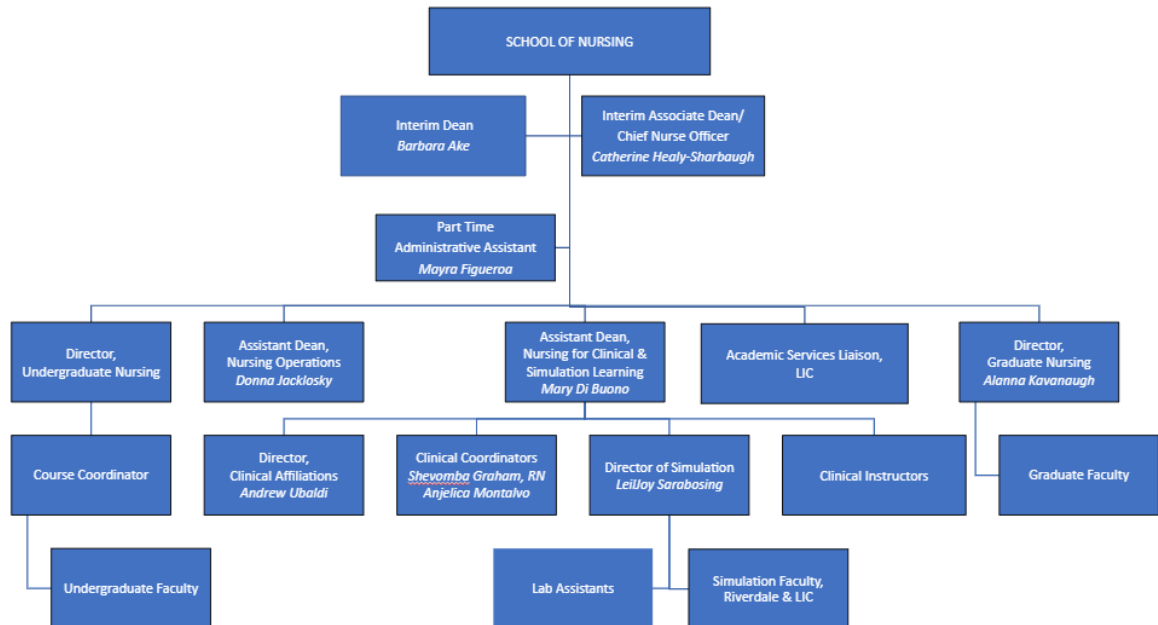 SCHOOL OF NURSING
Interim Dean
Barbara Ake
Interim Associate Dean/
Chief Nurse Officer
Catherine Healy-Sharbaugh
Part Time
Administrative Assistant
Mayra Figueroa
Director,
Undergraduate Nursing
Assistant Dean,
Nursing Operations
Donna Jacklosky
Assistant Dean,
Nursing for Clinical &
Simulation Learning
Mary Di Buono
Academic Services Liaison,
LIC
Director,
Graduate Nursing
Alanna Kavanaugh
Course Coordinator
Director,
Clinical Affiliations
Andrew Ubaldi
Clinical Coordinators
Shevomba Graham, RN
Anjelica Montalvo
Director of Simulation
LeilJoy Sarabosing
Clinical Instructors
Graduate Faculty
Undergraduate Faculty
Lab Assistants
Simulation Faculty,
Riverdale & LIC